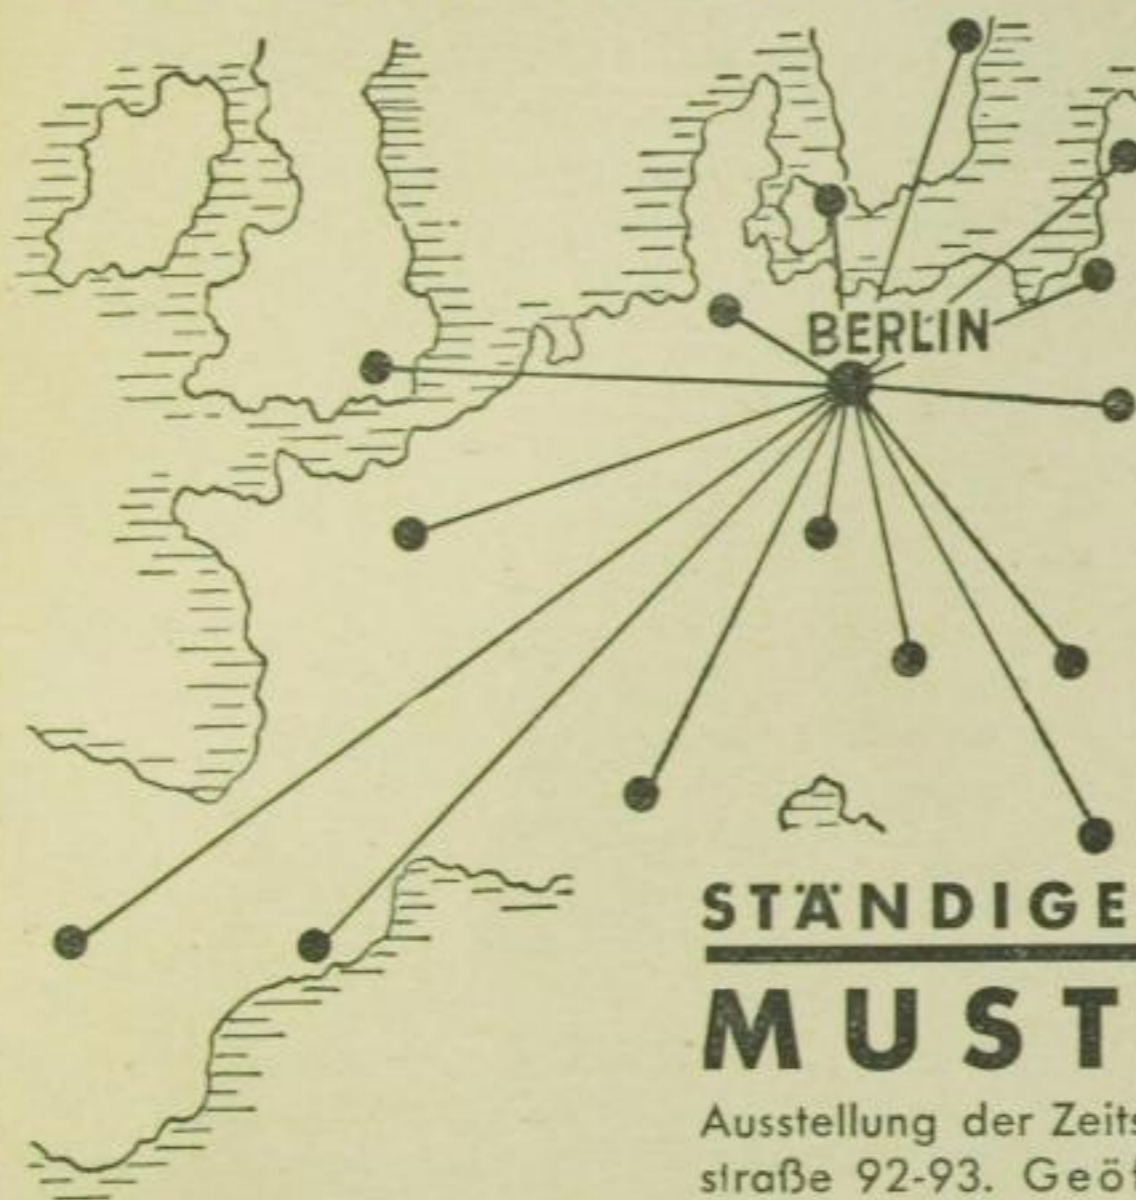 BERLIN
STÄNDIGE
MUST
Ausstellung der Zeits
straße 92-93. Geöf